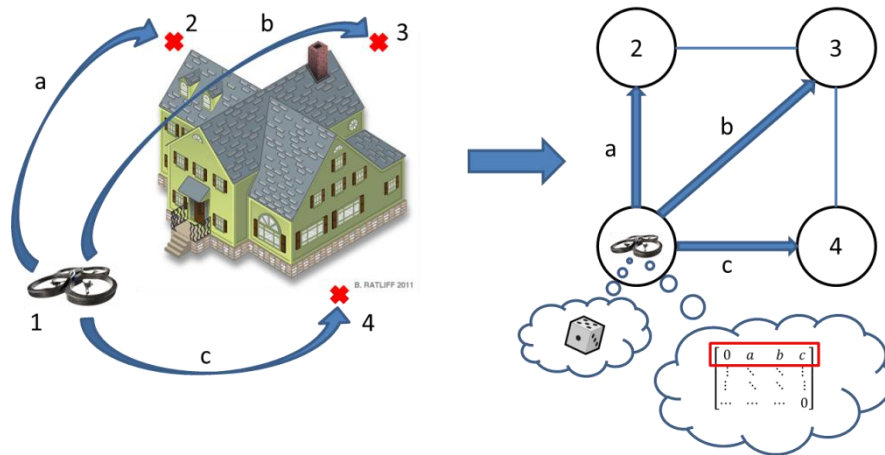 2
b
3
a
1
B. RATLIFF 2011
4
c
2
3
a
b
4
c
0 a b c
⋮ ⋱ ⋱ ⋮
⋮ ⋱ ⋱ ⋮
⋯ ⋯ ⋯ 0